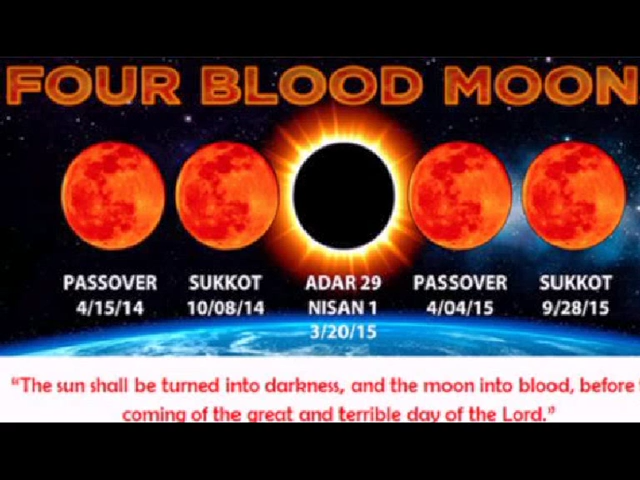 FOUR BLOOD MOON
PASSOVER SUKKOT ADAR 29 PASSOVER SUKKOT
4/15/14 10/08/14 NISAN 1 4/04/15 9/28/15
3/20/15
“The sun shall be turned into darkness, and the moon into blood, before
coming of the great and terrible day of the Lord.”